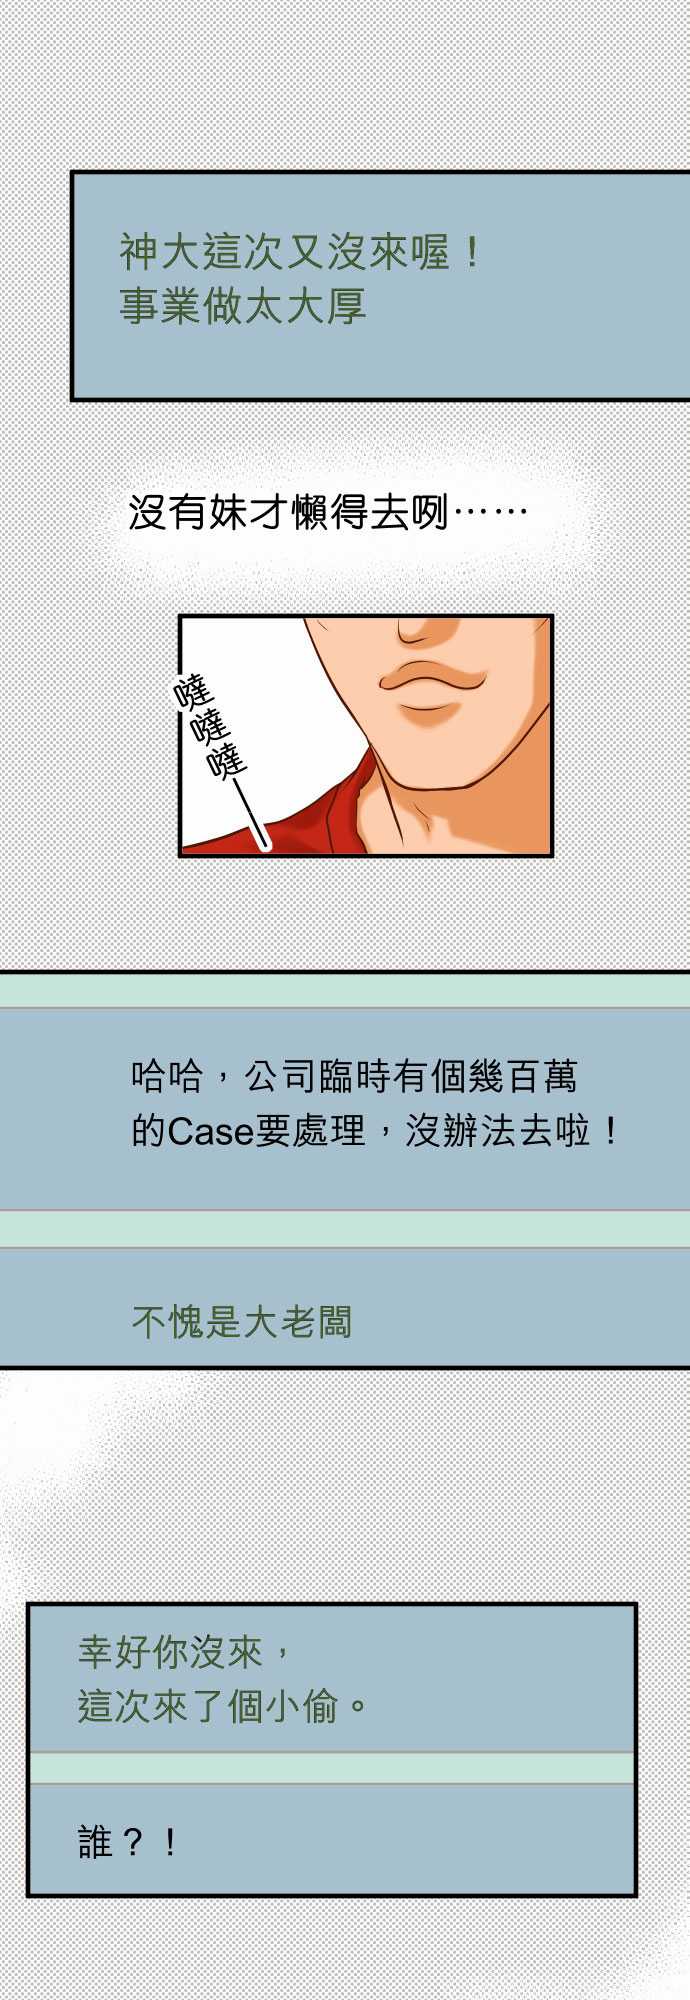 神大這次又沒來喔！
事業做太大厚
沒有妹才懶得去咧……
噠噠噠—
哈哈，公司臨時有個幾百萬
的Case要處理，沒辦法去啦！
不愧是大老闆
幸好你沒來，
這次來了個小偷。
誰？！